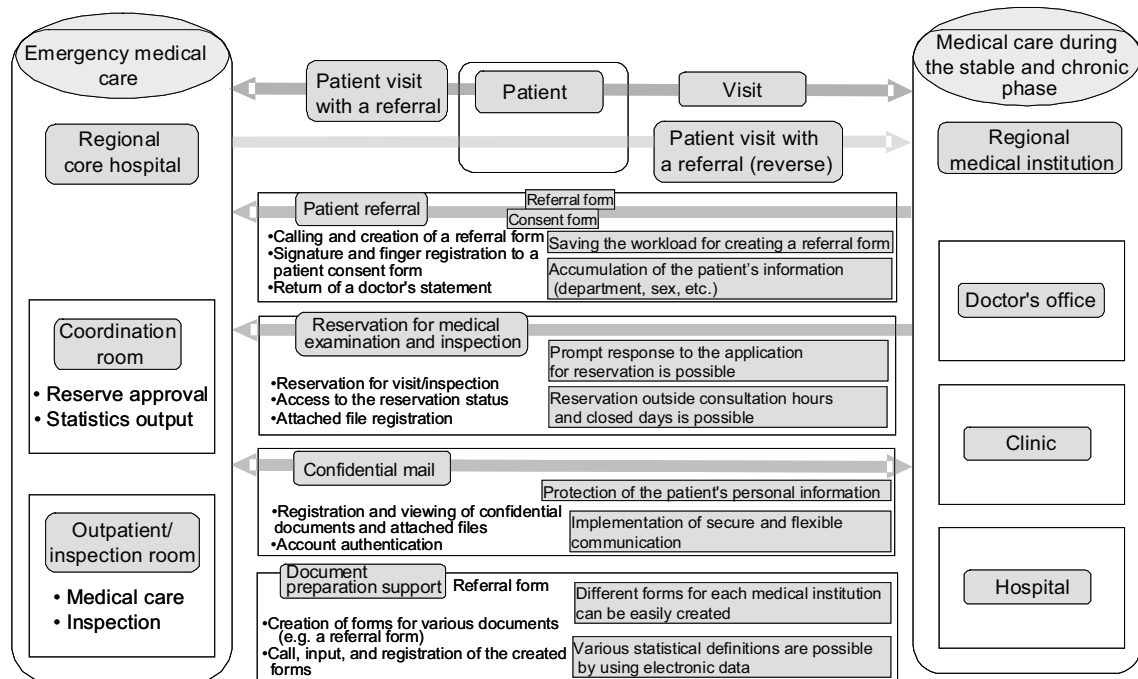 Emergency medical
care
Patient visit
with a referral
Patient
Visit
Medical care during
the stable and chronic
phase
Regional
core hospital
Patient visit with
a referral (reverse)
Regional
medical institution
Patient referral
Referral form
Consent form
•Calling and creation of a referral form
•Signature and finger registration to a
patient consent form
•Return of a doctor's statement
Saving the workload for creating a referral form
Accumulation of the patient's information
(department, sex, etc.)
Coordination
room
• Reserve approval
• Statistics output
Reservation for medical
examination and inspection
•Reservation for visit/inspection
•Access to the reservation status
•Attached file registration
Prompt response to the application
for reservation is possible
Reservation outside consultation hours
and closed days is possible
Doctor's office
Clinic
Confidential mail
•Registration and viewing of confidential
documents and attached files
•Account authentication
Protection of the patient's personal information
Implementation of secure and flexible
communication
Outpatient/
inspection room
• Medical care
• Inspection
Document
preparation support
Referral form
•Creation of forms for various documents
(e.g. a referral form)
•Call, input, and registration of the created
forms
Different forms for each medical institution
can be easily created
Various statistical definitions are possible
by using electronic data
Hospital